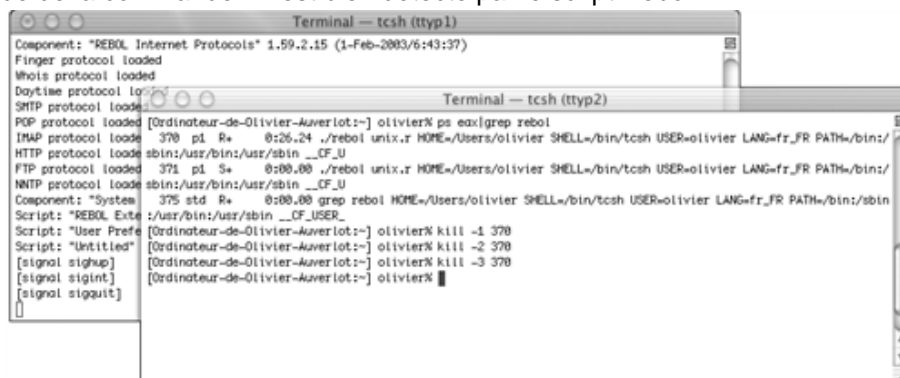 Terminal — tcsh (ttyp1)
Component: "REBOL Internet Protocols" 1.59.2.15 (1-Feb-2003/6:43:37)
Finger protocol loaded
Whois protocol loaded
Daytime protocol
SMTP protocol loade
POP protocol loade
IMAP protocol loade
HTTP protocol loade
FTP protocol loade
NNTP protocol loade
Component: "System
Script: "REBOL Exte
Script: "User Prefe
Script: "Untitled"
[signal sighup]
[signal sigint]
[signal sigquit]
Terminal — tcsh (ttyp2)
[Ordinateur-de-Olivier-Auverlot:~] olivier% ps eax|grep rebol
370 p1 R+ 0:26.24 ./rebol unix.r HOME=/Users/olivier SHELL=/bin/tcsh USER=olivier LANG=fr_FR PATH=/bin:/
sbin:/usr/bin:/usr/sbin __CF_U
371 p1 S+ 0:00.00 ./rebol unix.r HOME=/Users/olivier SHELL=/bin/tcsh USER=olivier LANG=fr_FR PATH=/bin:/
sbin:/usr/bin:/usr/sbin __CF_U
375 std R+ 0:00.00 grep rebol HOME=/Users/olivier SHELL=/bin/tcsh USER=olivier LANG=fr_FR PATH=/bin:/sbin
:/usr/bin:/usr/sbin __CF_USER_
[Ordinateur-de-Olivier-Auverlot:~] olivier% kill -1 370
[Ordinateur-de-Olivier-Auverlot:~] olivier% kill -2 370
[Ordinateur-de-Olivier-Auverlot:~] olivier% kill -3 370
[Ordinateur-de-Olivier-Auverlot:~] olivier%